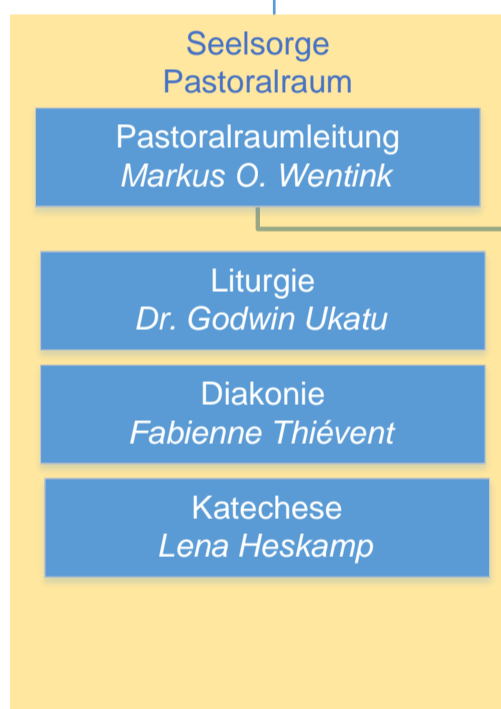 Seelsorge
Pastoralraum
Pastoralraumleitung
Markus O. Wentink
Liturgie
Dr. Godwin Ukatu
Diakonie
Fabienne Thiévent
Katechese
Lena Heskamp